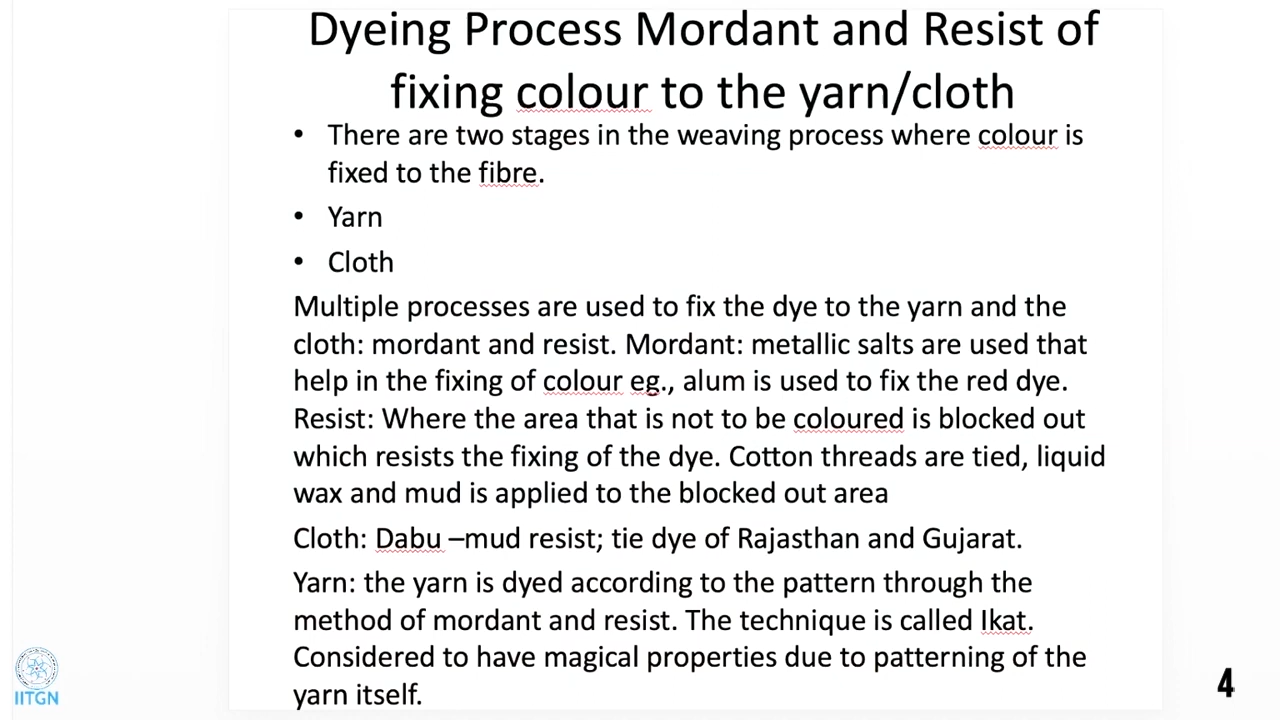 Dyeing Process Mordant and Resist of
fixing colour to the yarn/cloth
• There are two stages in the weaving process where colour is
fixed to the fibre.
• Yarn
• Cloth
Multiple processes are used to fix the dye to the yarn and the
cloth: mordant and resist. Mordant: metallic salts are used that
help in the fixing of colour eg., alum is used to fix the red dye.
Resist: Where the area that is not to be coloured is blocked out
which resists the fixing of the dye. Cotton threads are tied, liquid
wax and mud is applied to the blocked out area
Cloth: Dabu –mud resist; tie dye of Rajasthan and Gujarat.
Yarn: the yarn is dyed according to the pattern through the
method of mordant and resist. The technique is called Ikat.
Considered to have magical properties due to patterning of the
yarn itself.
IITGN
4